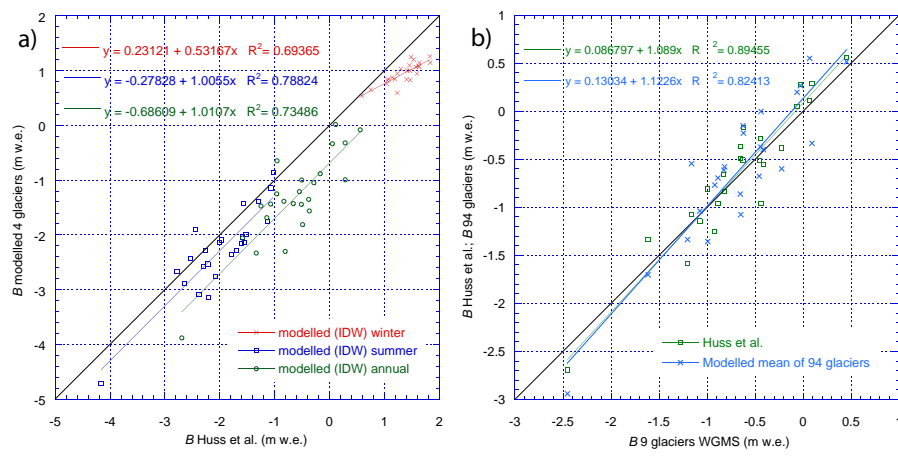 a)
y = 0.23121 + 0.53167x R²= 0.69365
y = -0.27828 + 1.0055x R²= 0.78824
y = -0.68609 + 1.0107x R²= 0.73486
2
1
0
-1
-2
-3
-4
-5
B modelled 4 glaciers (m w.e.)
modelled (IDW) winter
modelled (IDW) summer
modelled (IDW) annual
-5 -4 -3 -2 -1 0 1 2
B Huss et al. (m w.e.)
b)
y = 0.086797 + 1.089x R ²= 0.89455
y = 0.13034 + 1.1226x R ²= 0.82413
1
0.5
0
-0.5
-1
-1.5
-2
-2.5
-3
B Huss et al.; B 94 glaciers (m w.e.)
Huss et al.
Modelled mean of 94 glaciers
-3 -2.5 -2 -1.5 -1 -0.5 0 0.5 1
B 9 glaciers WGMS (m w.e.)